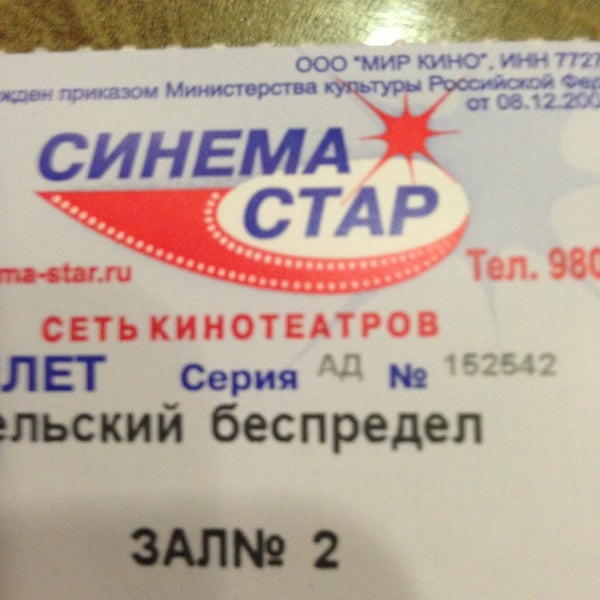 ООО "МИР КИНО", ИНН 7727
жден приказом Министерства культуры Российской Фед
от 08.12.200
СИНЕМА
СТАР
ma-star.ru
Тел. 980
СЕТЬ КИНОТЕАТРОВ
ЛЕТ Серия АД № 152542
ельский беспредел
ЗАЛ№ 2